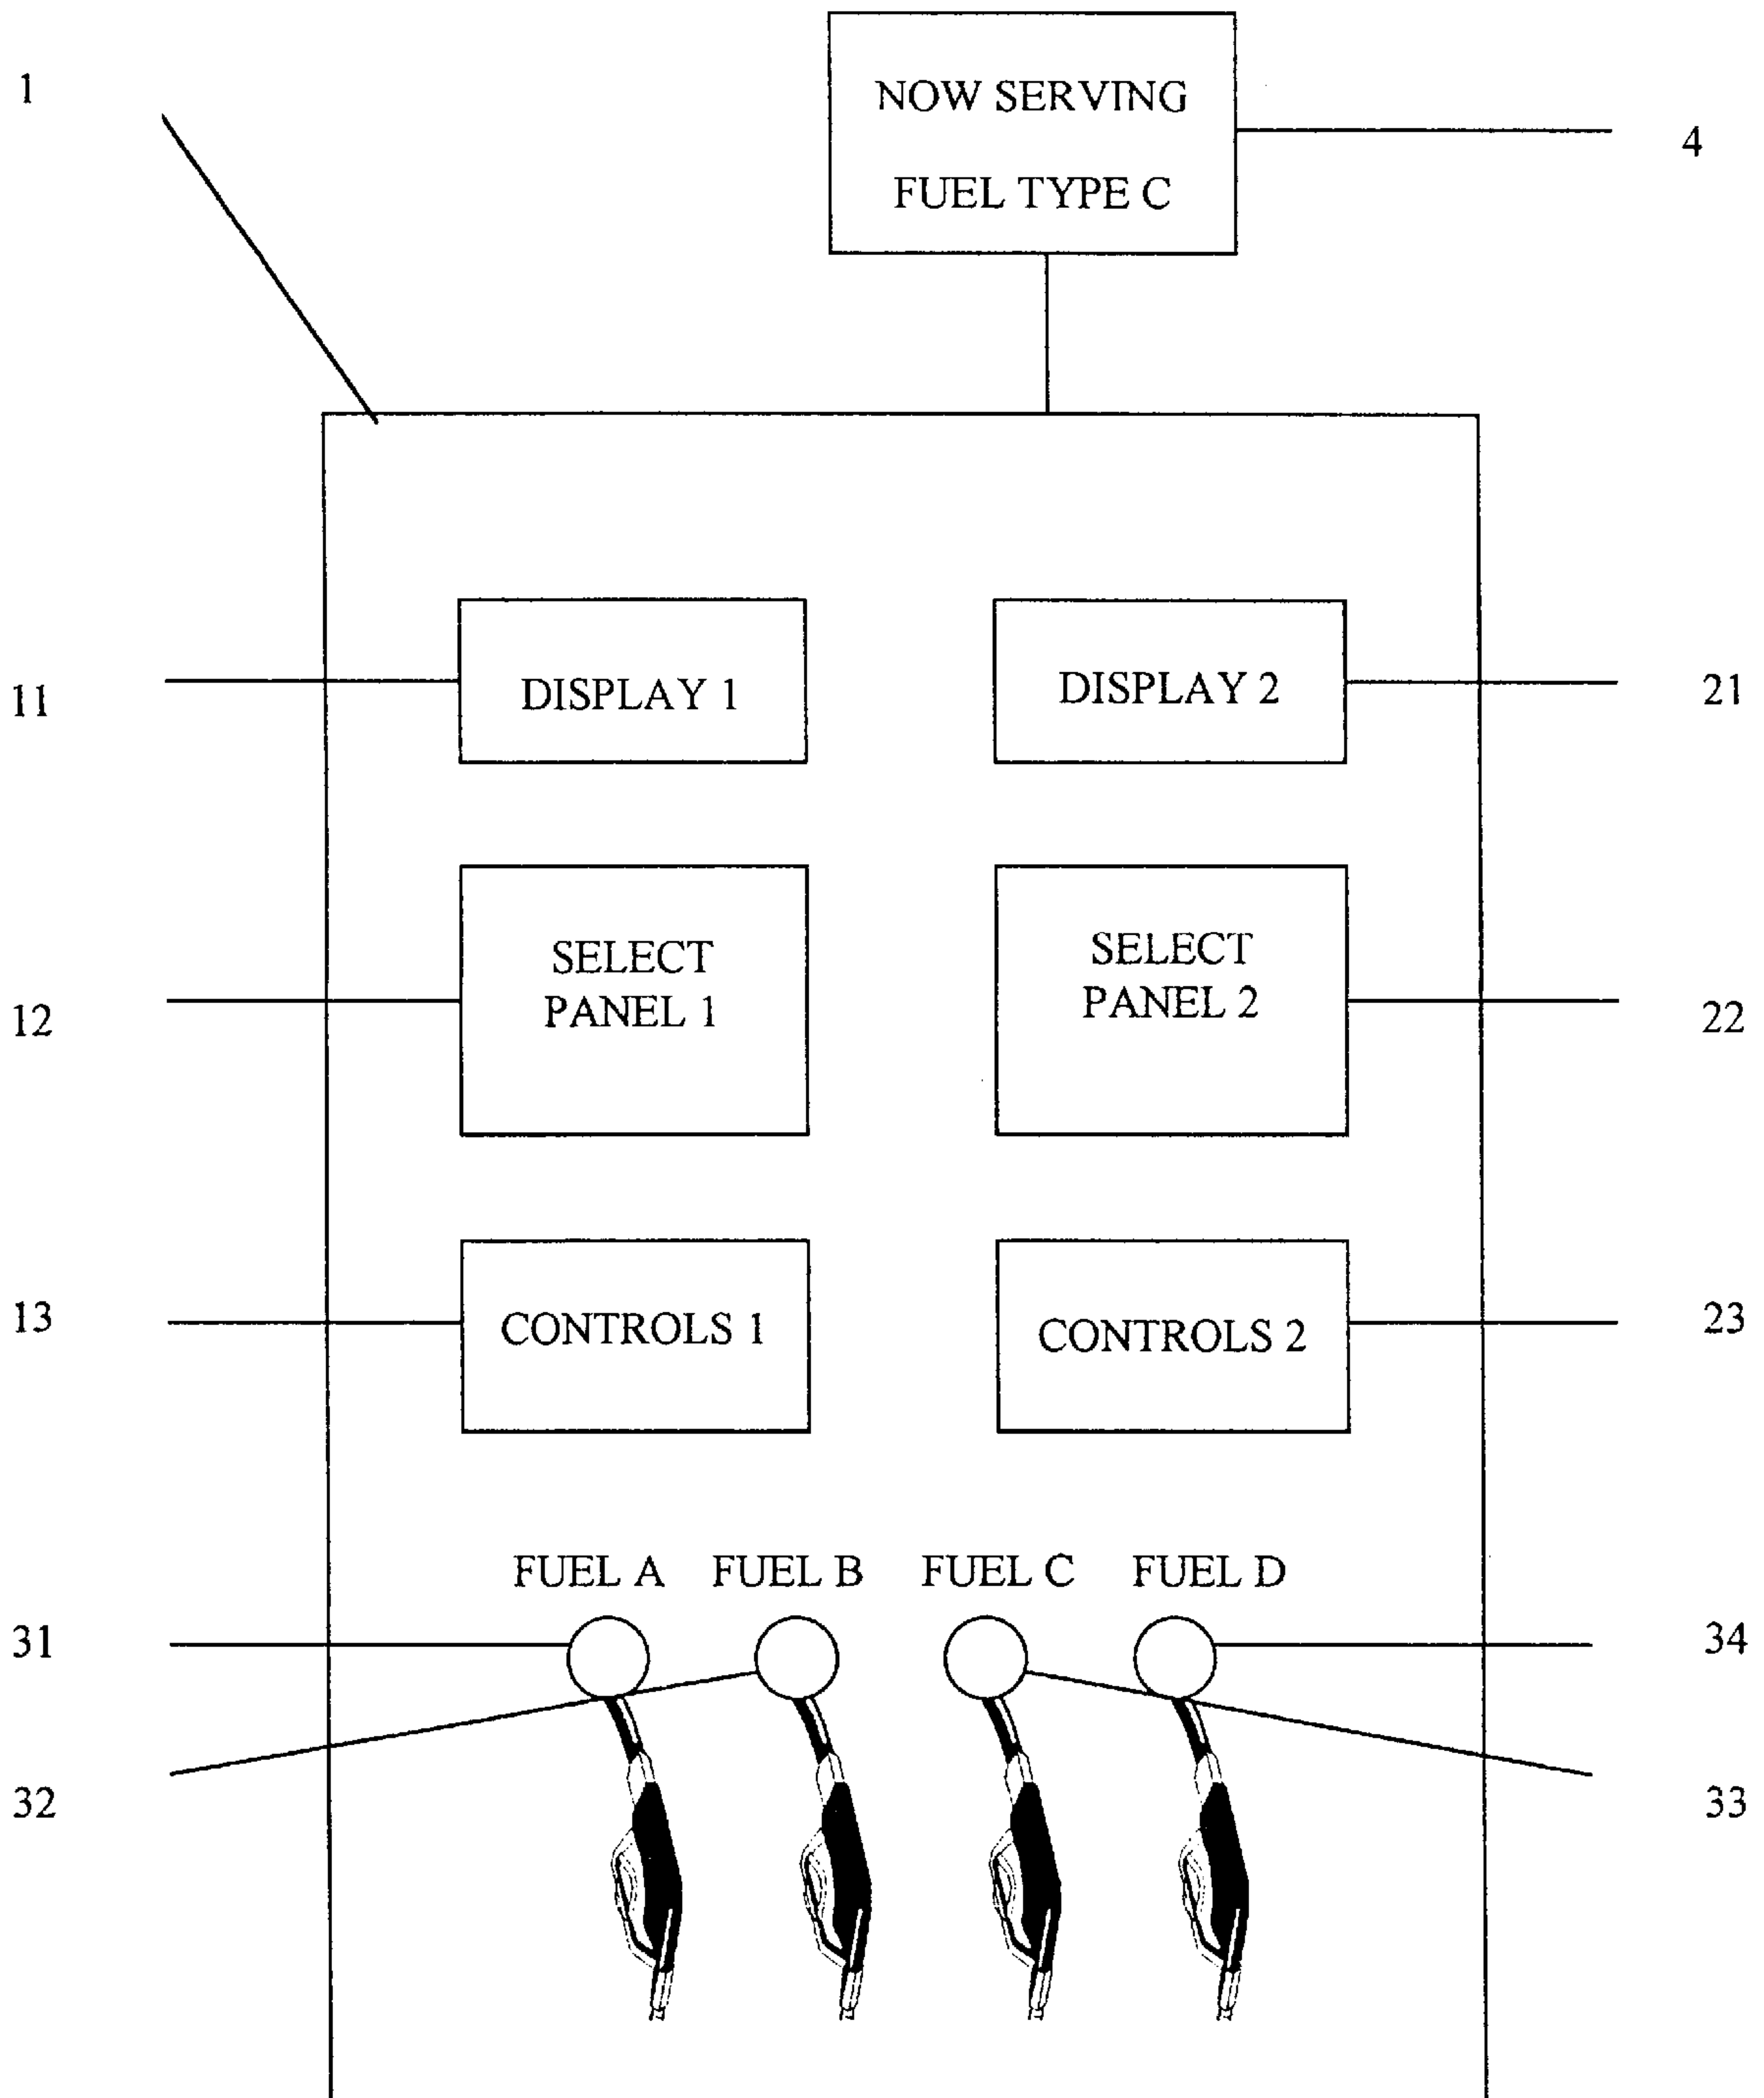 1
NOW SERVING
FUEL TYPE C
4
11
DISPLAY 1
DISPLAY 2
21
12
SELECT
PANEL 1
SELECT
PANEL 2
22
13
CONTROLS 1
CONTROLS 2
23
FUEL A
FUEL B
FUEL C
FUEL D
31
34
32
33